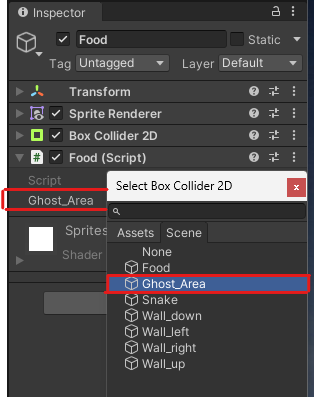 Inspector
Food
Static
Tag Untagged Layer Default
Transform
Sprite Renderer
Box Collider 2D
# Food (Script)
Script
Ghost_Area
Select Box Collider 2D
x
Assets Scene
None
Food
Ghost_Area
Snake
Wall_down
Wall_left
Wall_right
Wall_up
Sprites
Shader